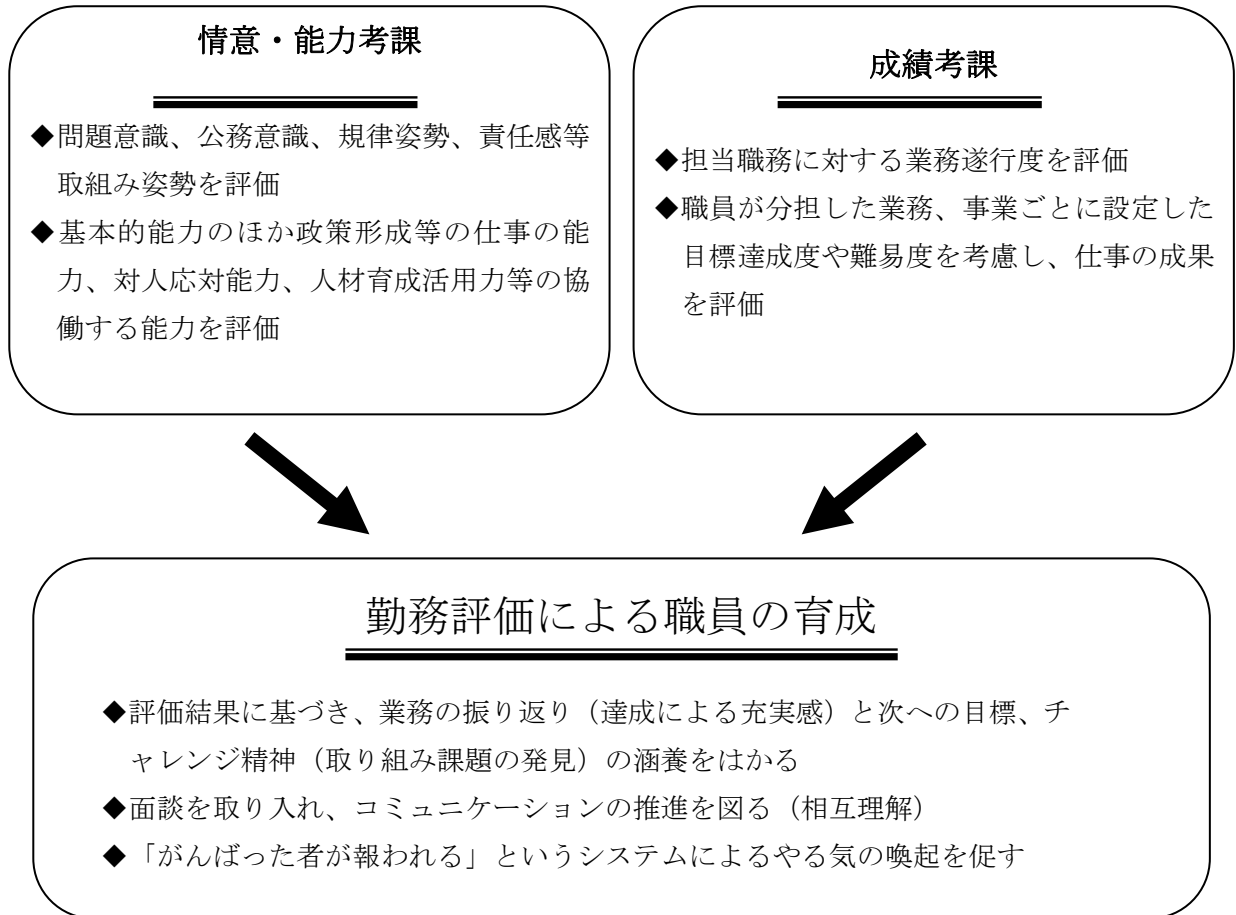 情意・能力考課
◆問題意識、公務意識、規律姿勢、責任感等
取組み姿勢を評価
◆基本的能力のほか政策形成等の仕事の能
力、対人応対能力、人材育成活用力等の協
働する能力を評価
成績考課
◆担当職務に対する業務遂行度を評価
◆職員が分担した業務、事業ごとに設定した
目標達成度や難易度を考慮し、仕事の成果
を評価
勤務評価による職員の育成
◆評価結果に基づき、業務の振り返り（達成による充実感）と次への目標、チ
ャレンジ精神（取り組み課題の発見）の涵養をはかる
◆面談を取り入れ、コミュニケーションの推進を図る（相互理解）
◆「がんばった者が報われる」というシステムによるやる気の喚起を促す